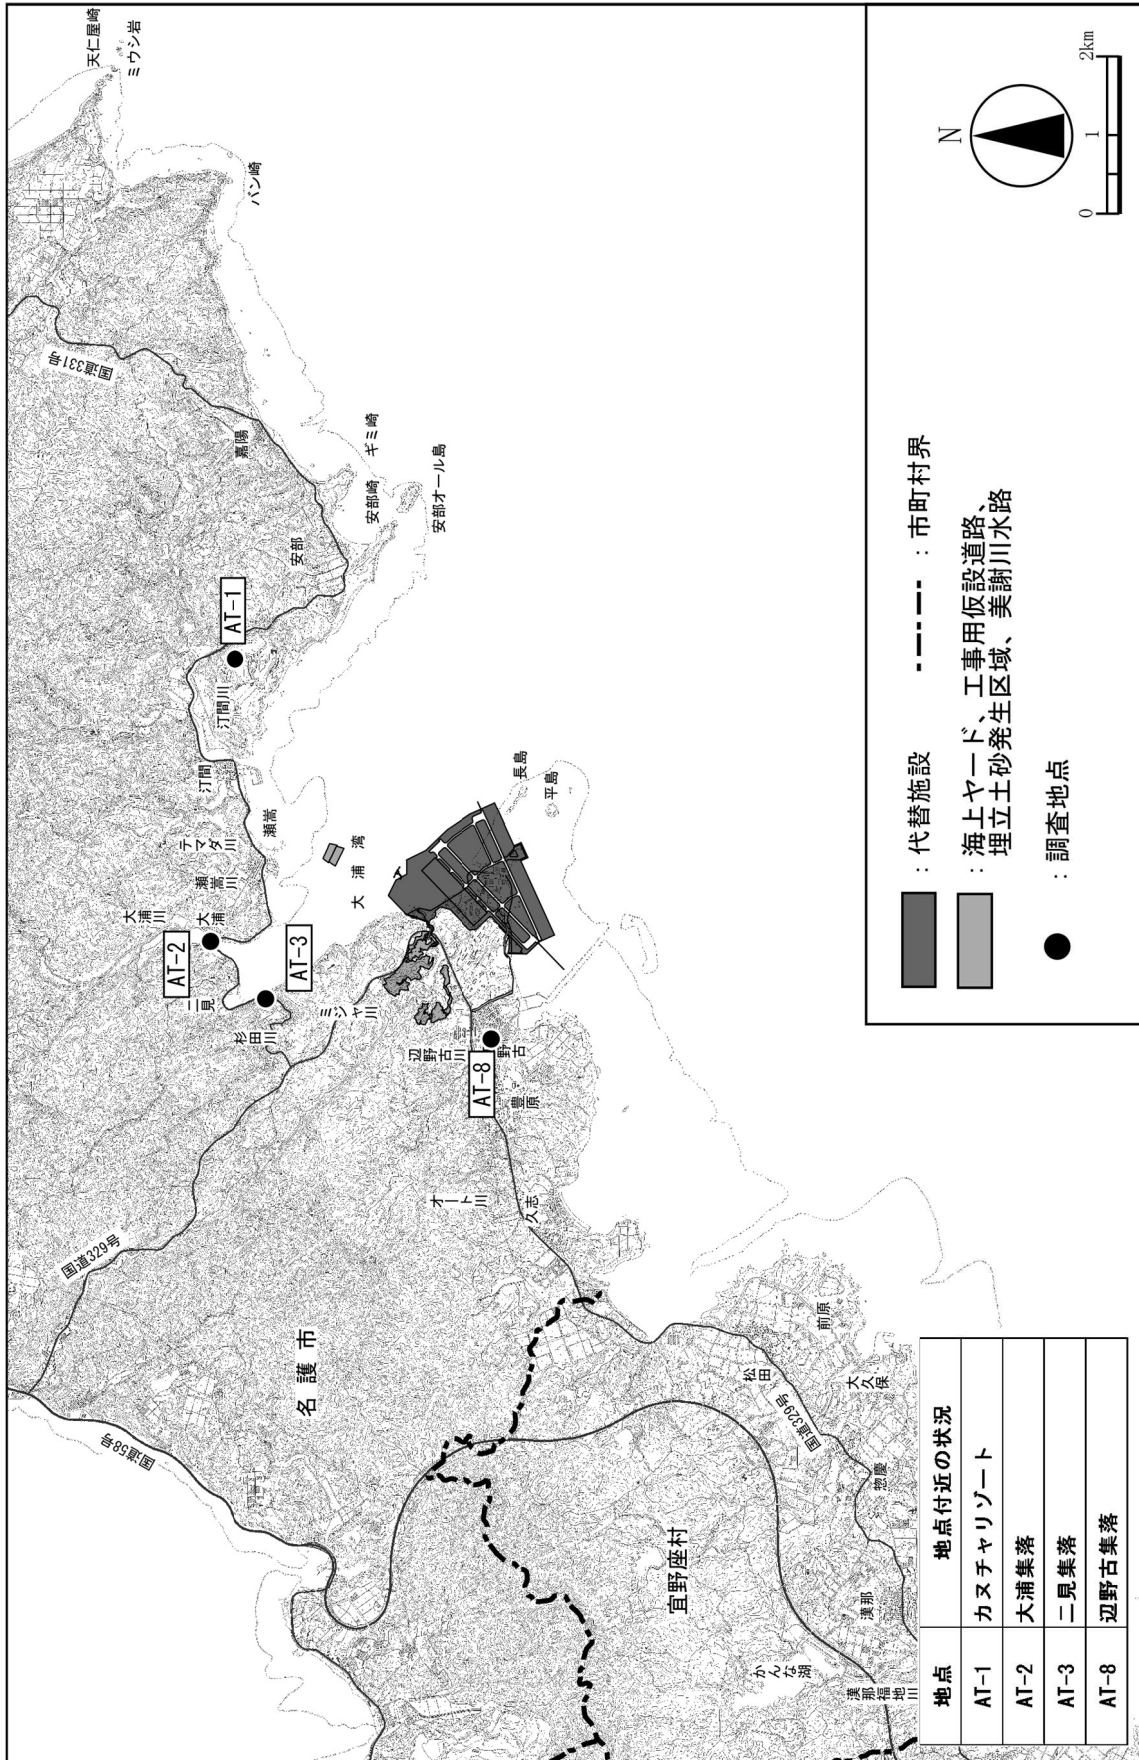 天仁屋崎
ミウシ岩
バン崎
国道331号
嘉陽
ギミ崎
安部崎
安部オール島
安部
AT-1
汀間川
汀間
テマダ川
瀬嵩
瀬嵩川
大浦川
大浦
AT-2
二見
AT-3
杉田川
大浦湾
長島
平島
ミジャ川
辺野古川
野古
AT-8
豊原
オート川
久志
国道329号
名護市
国道58号
宜野座村
松田
前原
大久保
国道329号
惣慶
漢那
かんな湖
漢那福地川
N
0 1 2km
：代替施設
：市町村界
：海上ヤード、工事用仮設道路、
埋立土砂発生区域、美謝川水路
：調査地点
地点 地点付近の状況
AT-1 カヌチャリゾート
AT-2 大浦集落
AT-3 二見集落
AT-8 辺野古集落